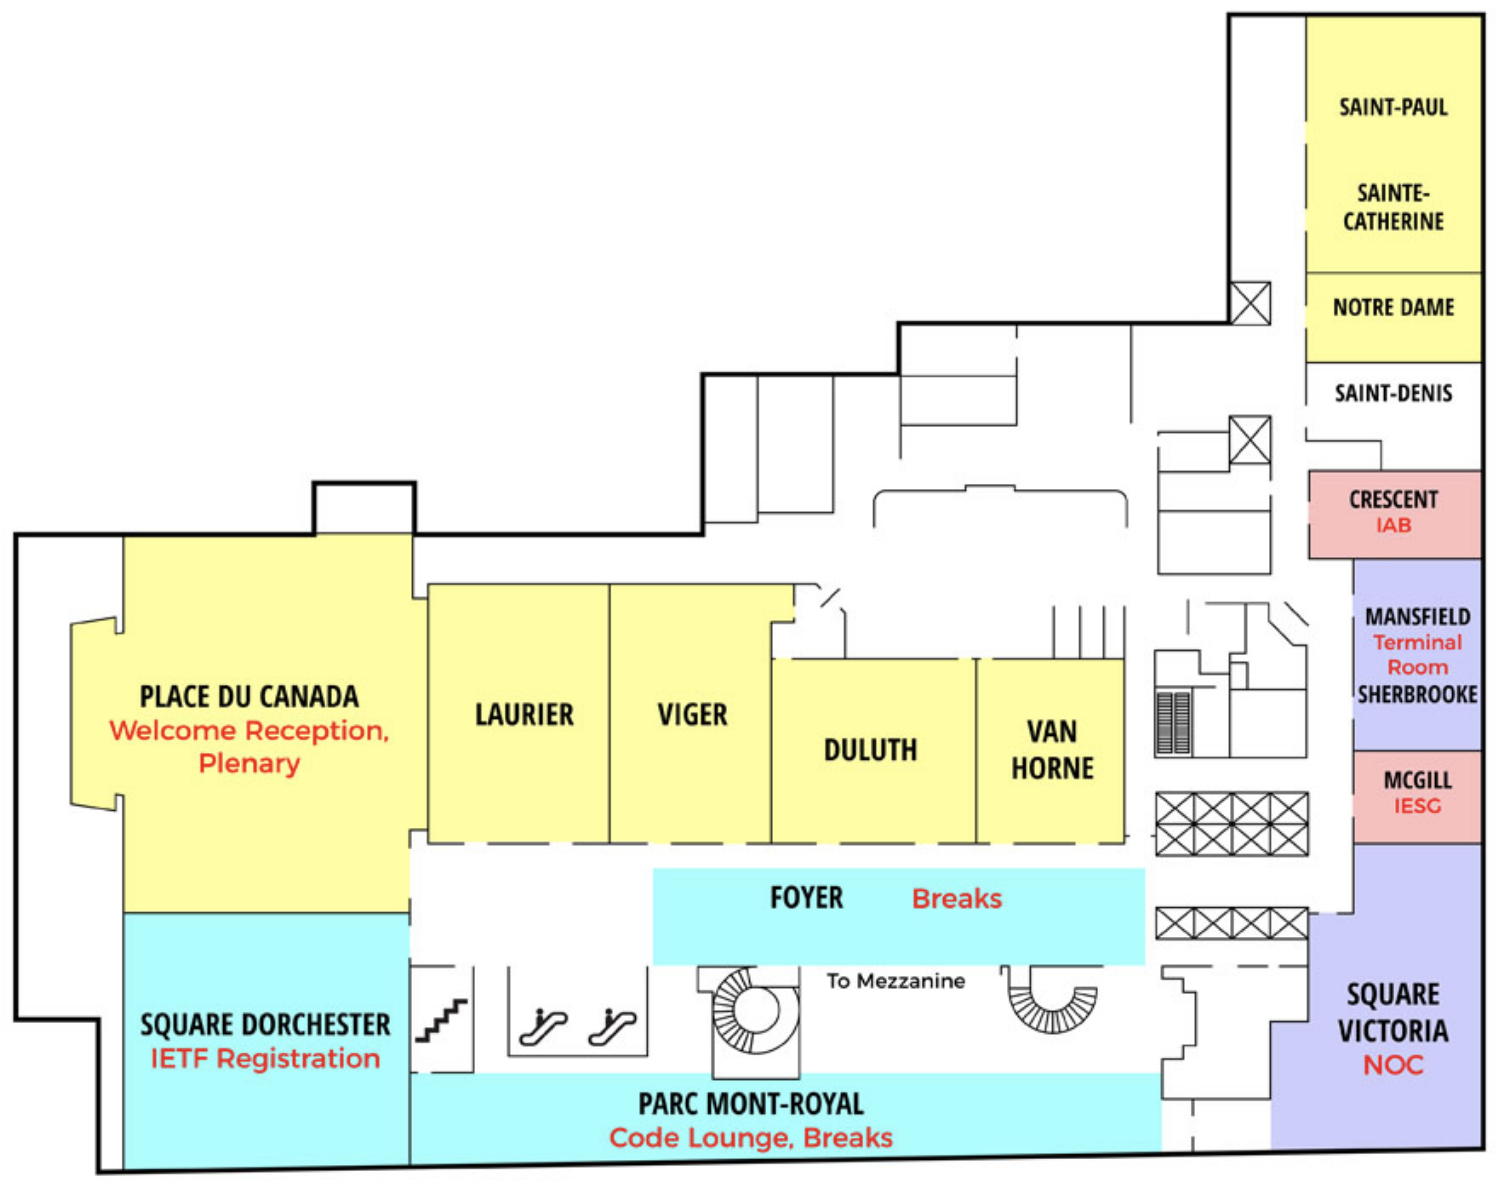 SAINT-PAUL
SAINTE-
CATHERINE
NOTRE DAME
SAINT-DENIS
CRESCENT
IAB
MANSFIELD
Terminal
Room
SHERBROOKE
MCGILL
IESG
PLACE DU CANADA
Welcome Reception,
Plenary
LAURIER
VIGER
DULUTH
VAN
HORNE
FOYER Breaks
To Mezzanine
SQUARE DORCHESTER
IETF Registration
SQUARE
VICTORIA
NOC
PARC MONT-ROYAL
Code Lounge, Breaks